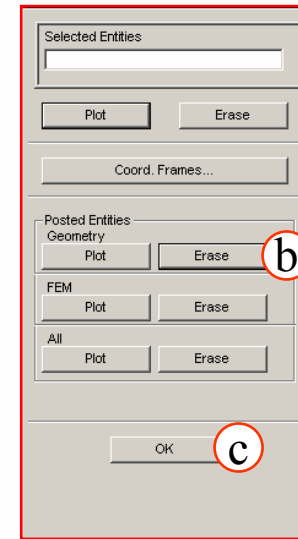 Selected Entities
Plot Erase
Coord. Frames...
Posted Entities
Geometry
Plot Erase b
FEM
Plot Erase
All
Plot Erase
OK c